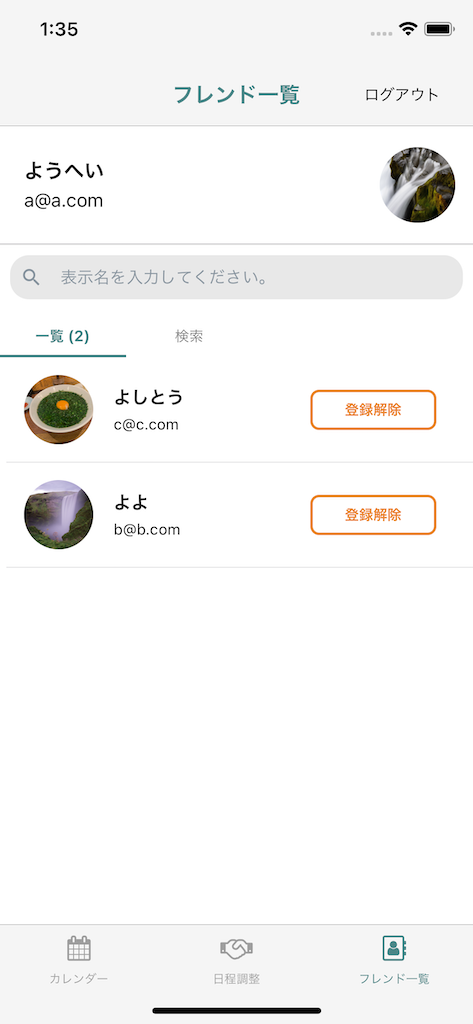 1:35
フレンド一覧
ログアウト
ようへい
a@a.com
表示名を入力してください。
一覧 (2)
検索
よしとう
c@c.com
登録解除
よよ
b@b.com
登録解除
カレンダー
日程調整
フレンド一覧